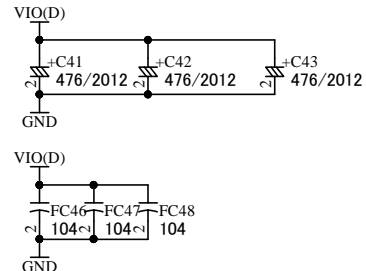 VIO(D)
+C41 +C42 +C43
2 476/2012 2 476/2012 2 476/2012
GND
VIO(D)
FC46 FC47 FC48
2 104 2 104 2 104
GND